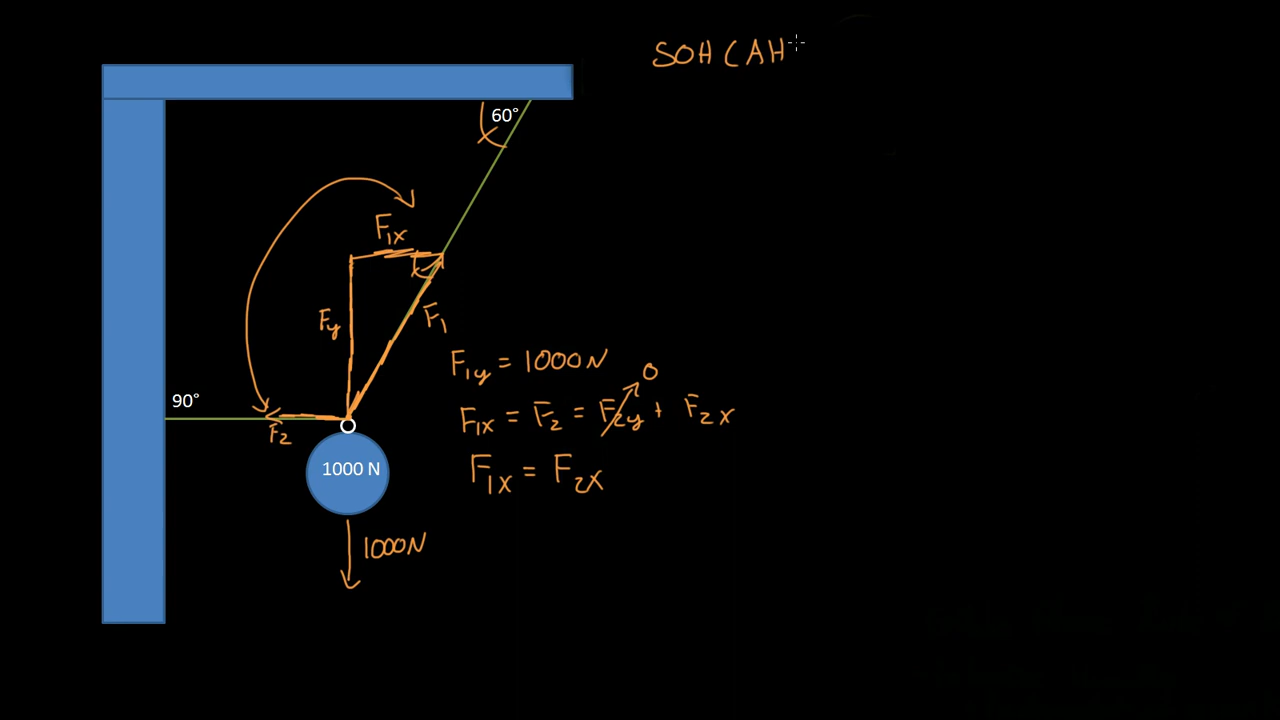 SOH CAH
60°
F1x
Fy
F1
F1y = 1000N
0
90°
F1x = F2 = F2y + F2x
F2
1000 N
F1x = F2x
1000N